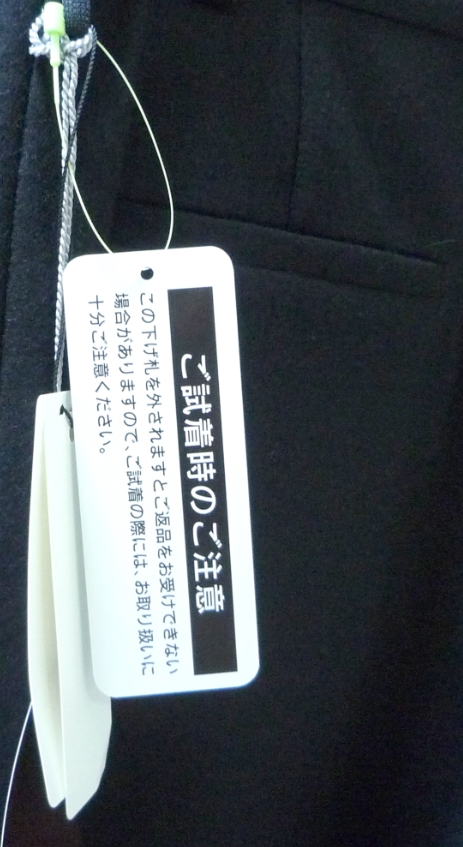 ご試着時のご注意
この下げ札を外されますとご返品をお受けできない
場合がありますので、ご試着の際には、お取り扱いに
十分ご注意ください。